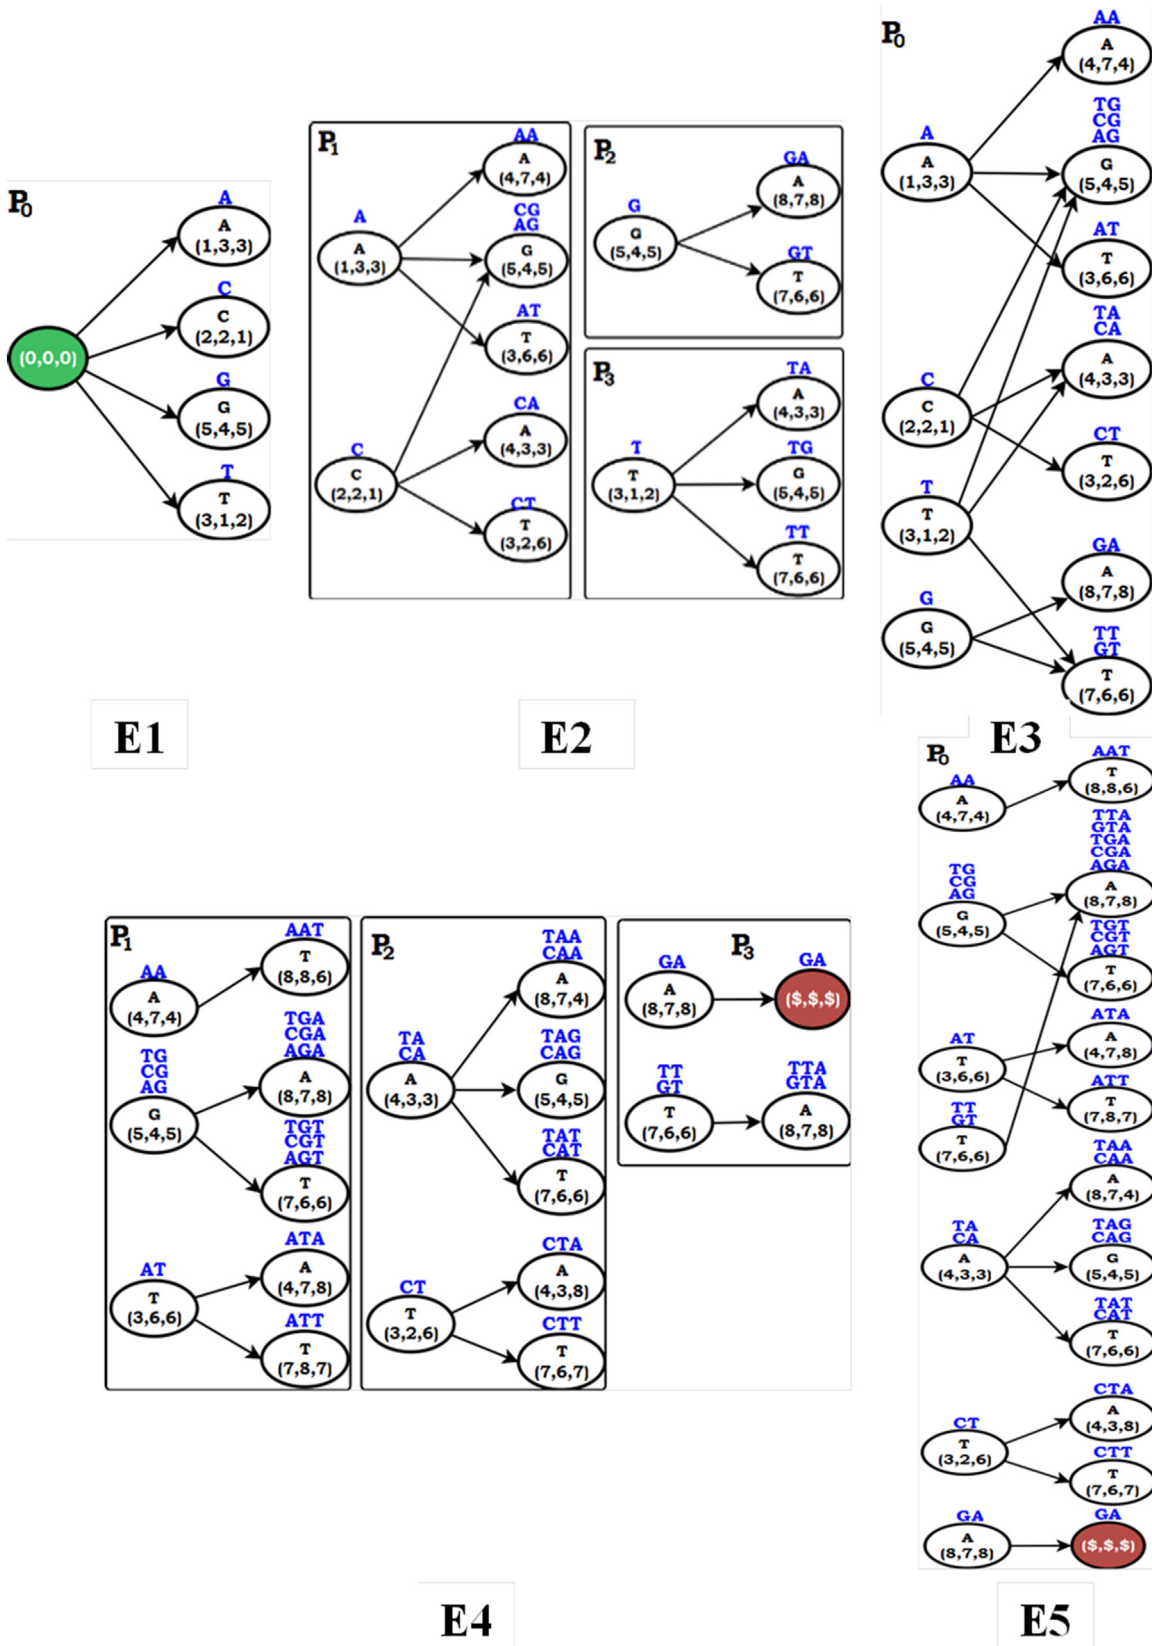 P0
(0,0,0)
A
A
(1,3,3)
C
C
(2,2,1)
G
G
(5,4,5)
T
T
(3,1,2)
E1
P1
A
A
(1,3,3)
C
C
(2,2,1)
AA
A
(4,7,4)
CG
AG
G
(5,4,5)
AT
T
(3,6,6)
CA
A
(4,3,3)
CT
T
(3,2,6)
P2
G
G
(5,4,5)
GA
A
(8,7,8)
GT
T
(7,6,6)
P3
T
T
(3,1,2)
TA
A
(4,3,3)
TG
G
(5,4,5)
TT
T
(7,6,6)
E2
P0
A
A
(1,3,3)
C
C
(2,2,1)
T
T
(3,1,2)
G
G
(5,4,5)
AA
A
(4,7,4)
TG
CG
AG
G
(5,4,5)
AT
T
(3,6,6)
TA
CA
A
(4,3,3)
CT
T
(3,2,6)
GA
A
(8,7,8)
TT
GT
T
(7,6,6)
E3
P1
AA
A
(4,7,4)
TG
CG
AG
G
(5,4,5)
AT
T
(3,6,6)
AAT
T
(8,8,6)
TGA
CGA
AGA
A
(8,7,8)
TGT
CGT
AGT
T
(7,6,6)
ATA
A
(4,7,8)
ATT
T
(7,8,7)
P2
TA
CA
A
(4,3,3)
CT
T
(3,2,6)
TAA
CAA
A
(8,7,4)
TAG
CAG
G
(5,4,5)
TAT
CAT
T
(7,6,6)
CTA
A
(4,3,8)
CTT
T
(7,6,7)
P3
GA
A
(8,7,8)
GA
($,$,$)
TT
GT
T
(7,6,6)
TTA
GTA
A
(8,7,8)
E4
P0
AA
A
(4,7,4)
TG
CG
AG
G
(5,4,5)
AT
T
(3,6,6)
TT
GT
T
(7,6,6)
TA
CA
A
(4,3,3)
CT
T
(3,2,6)
GA
A
(8,7,8)
AAT
T
(8,8,6)
TTA
GTA
TGA
CGA
AGA
A
(8,7,8)
TGT
CGT
AGT
T
(7,6,6)
ATA
A
(4,7,8)
ATT
T
(7,8,7)
TAA
CAA
A
(8,7,4)
TAG
CAG
G
(5,4,5)
TAT
CAT
T
(7,6,6)
CTA
A
(4,3,8)
CTT
T
(7,6,7)
GA
($,$,$)
E5